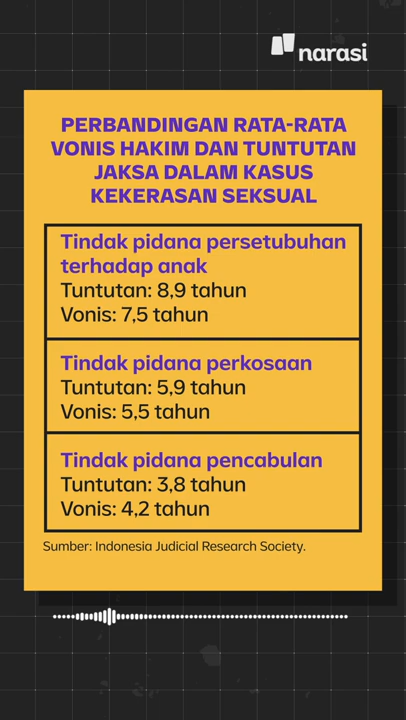 narasi
PERBANDINGAN RATA-RATA
VONIS HAKIM DAN TUNTUTAN
JAKSA DALAM KASUS
KEKERASAN SEKSUAL
Tindak pidana persetubuhan
terhadap anak
Tuntutan: 8,9 tahun
Vonis: 7,5 tahun
Tindak pidana perkosaan
Tuntutan: 5,9 tahun
Vonis: 5,5 tahun
Tindak pidana pencabulan
Tuntutan: 3,8 tahun
Vonis: 4,2 tahun
Sumber: Indonesia Judicial Research Society.